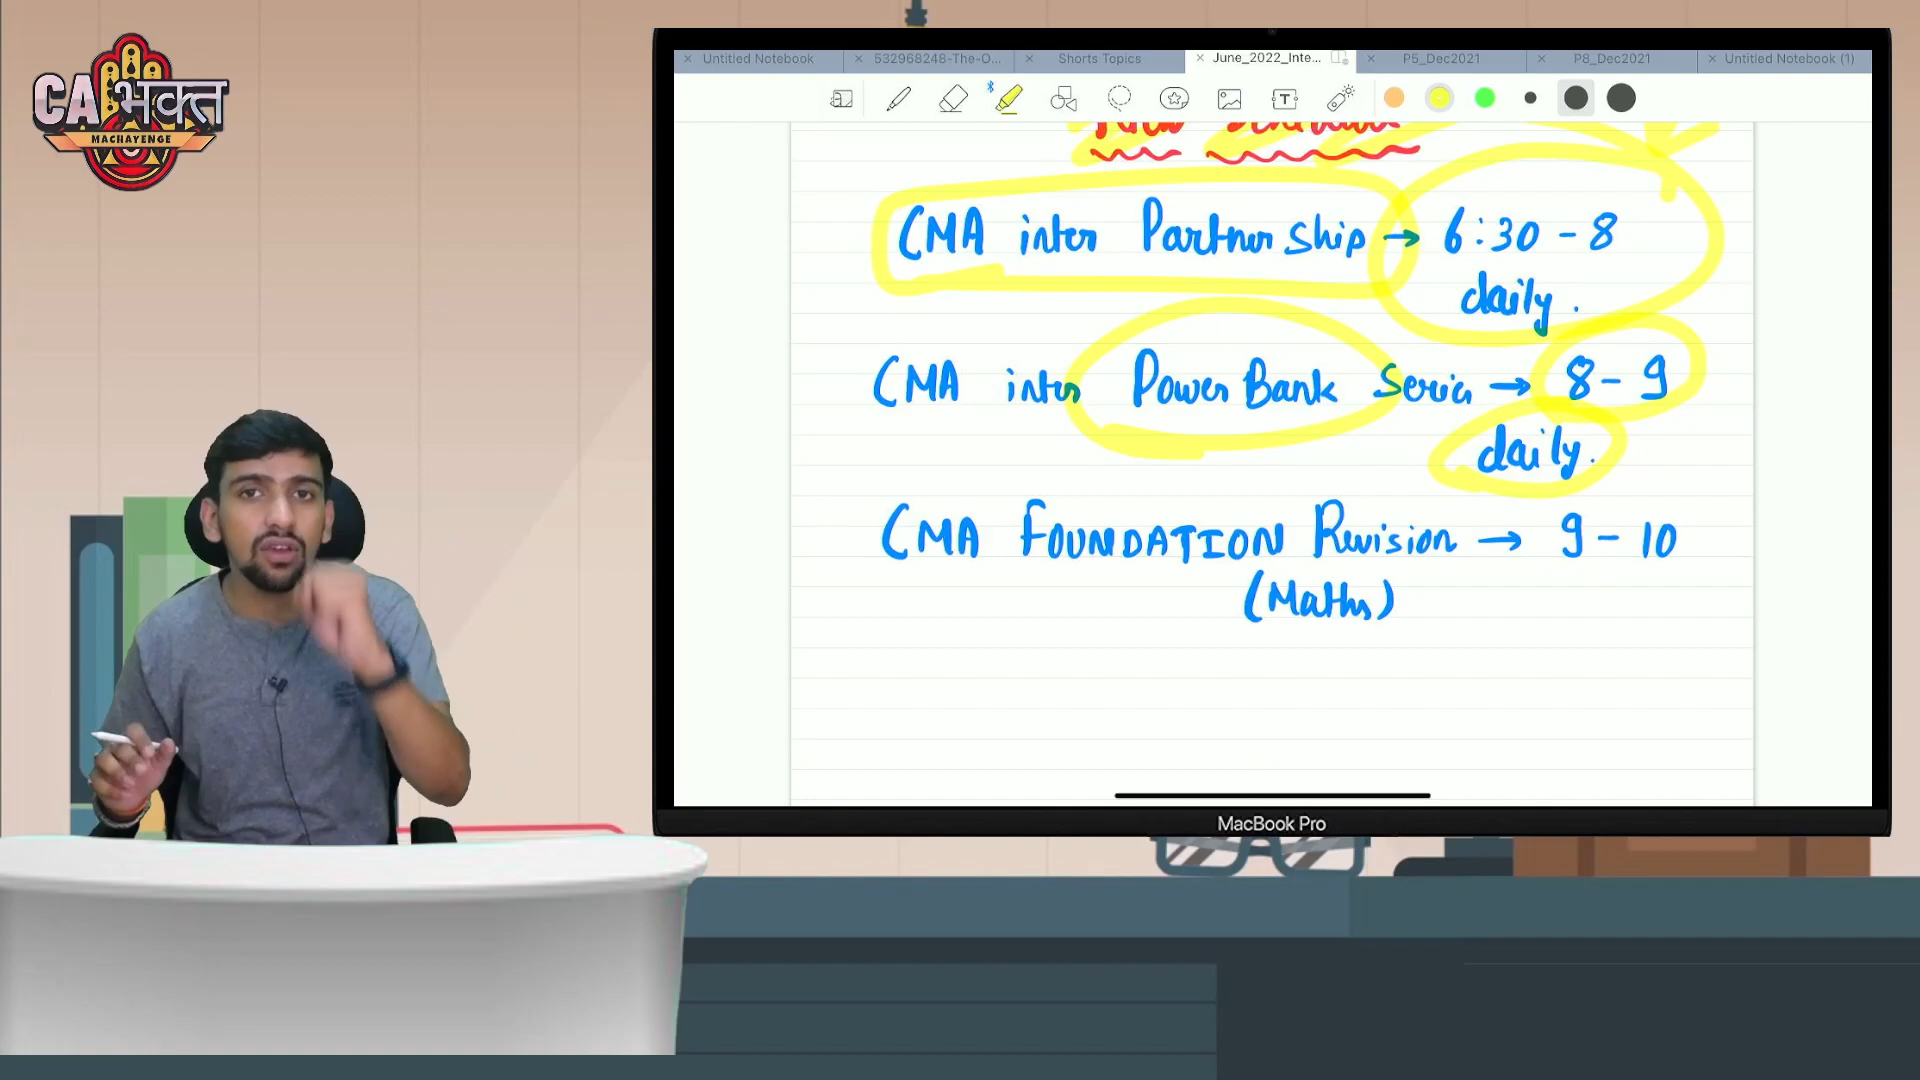 CA भक्त
MACHAYENGE
Untitled Notebook
532968248-The-O...
Shorts Topics
June_2022_Inte...
P5_Dec2021
P8_Dec2021
Untitled Notebook (1)
CMA inter Partnership → 6:30 - 8
daily.
CMA inter Power Bank Series → 8 - 9
daily.
CMA FOUNDATION Revision → 9 - 10
(Maths)
MacBook Pro